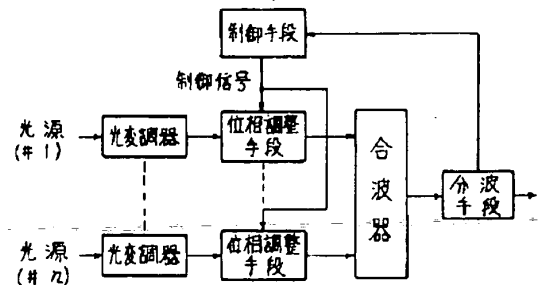 制御手段
制御信号
光源
(#1)
光変調器
位相調整
手段
合波器
分波
手段
光源
(#n)
光変調器
位相調整
手段